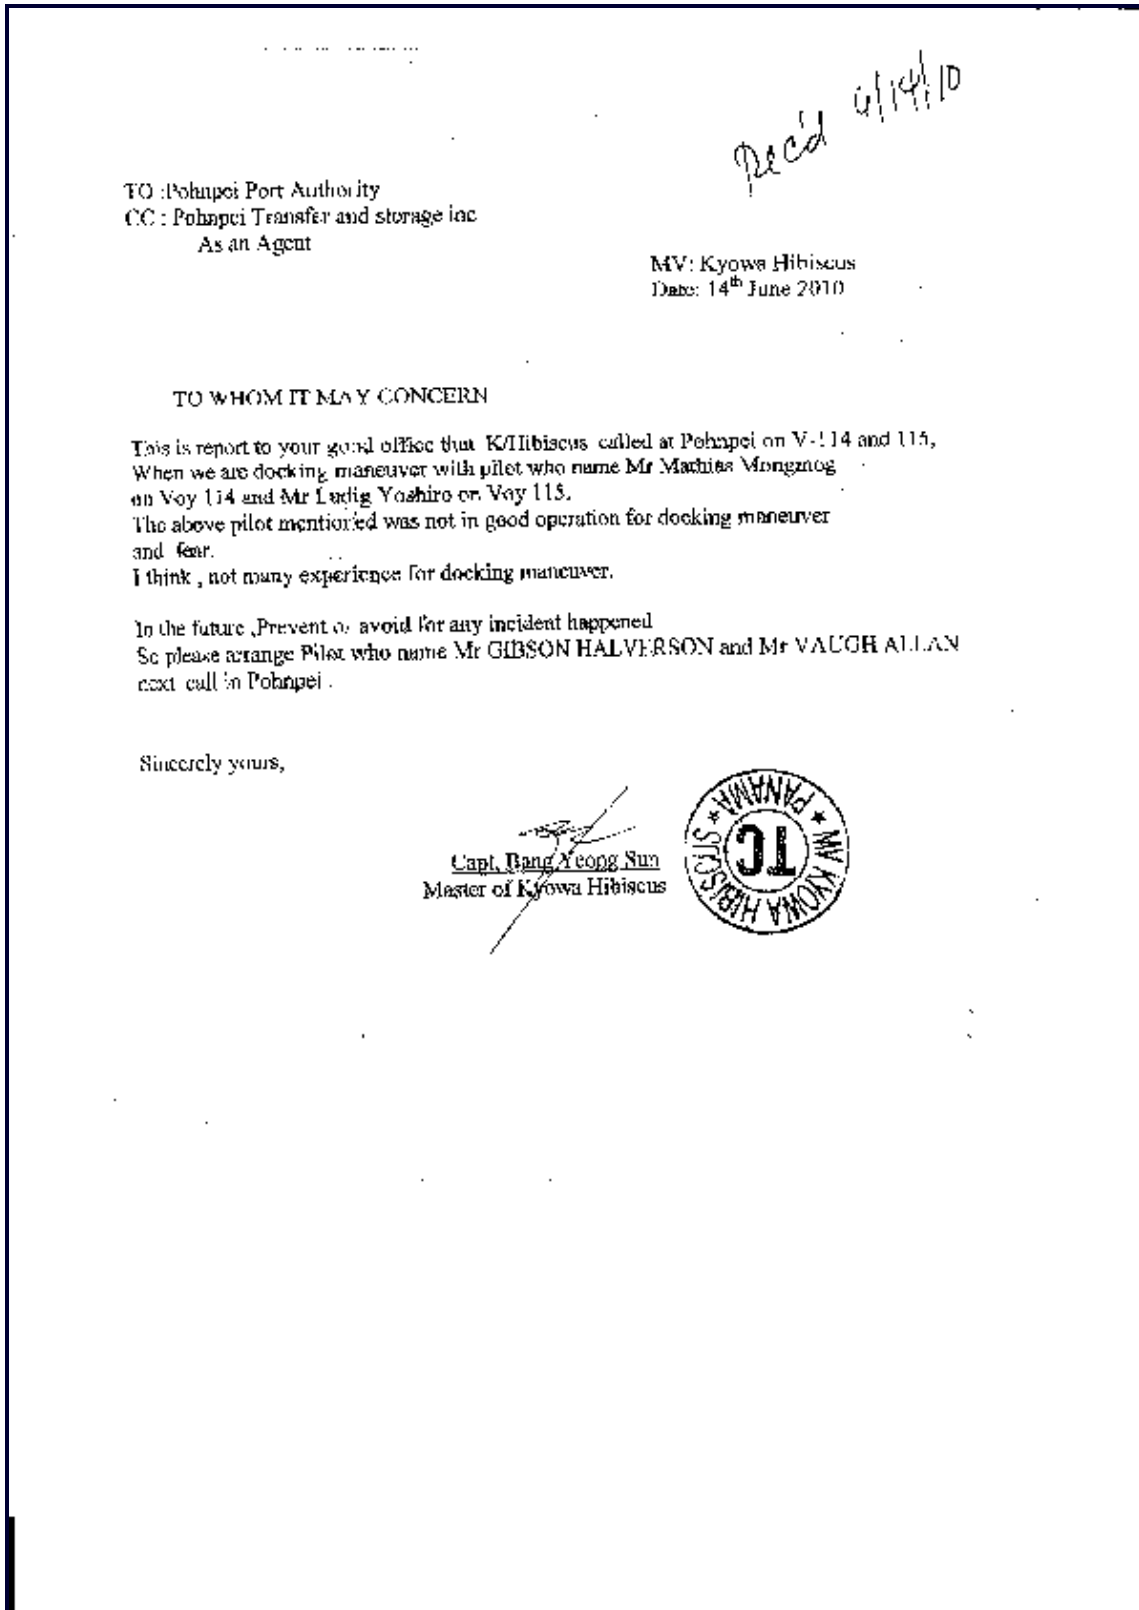 Rec'd 6/14/10
TO :Pohnpei Port Authority
CC : Pohnpei Transfer and storage inc
As an Agent
MV: Kyowa Hibiscus
Date: 14th June 2010
TO WHOM IT MAY CONCERN
This is report to your good office that K/Hibiscus called at Pohnpei on V-114 and 115,
When we are docking maneuver with pilot who name Mr Mathias Mongmog
on Voy 114 and Mr Ludig Yoshiro on Voy 115.
The above pilot mentioned was not in good operation for docking maneuver
and fear.
I think , not many experience for docking maneuver.
In the future ,Prevent or avoid for any incident happened
So please arrange Pilot who name Mr GIBSON HALVERSON and Mr VAUGH ALLAN
next call in Pohnpei .
Sincerely yours,
Capt. Bang Yeong Sun
Master of Kyowa Hibiscus
MV KYOWA HIBISCUS * PANAMA *
TC